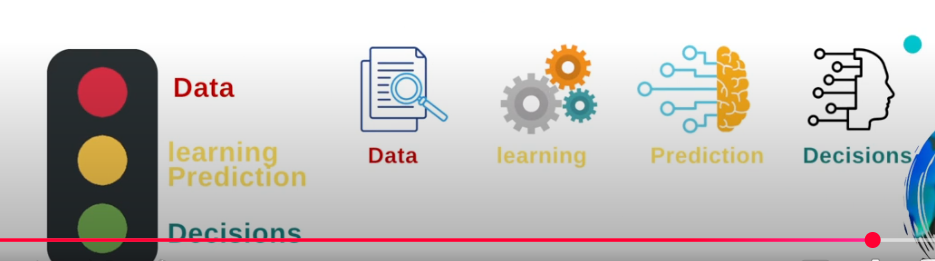 Data
learning
Prediction
Decisions
Data
learning
Prediction
Decisions